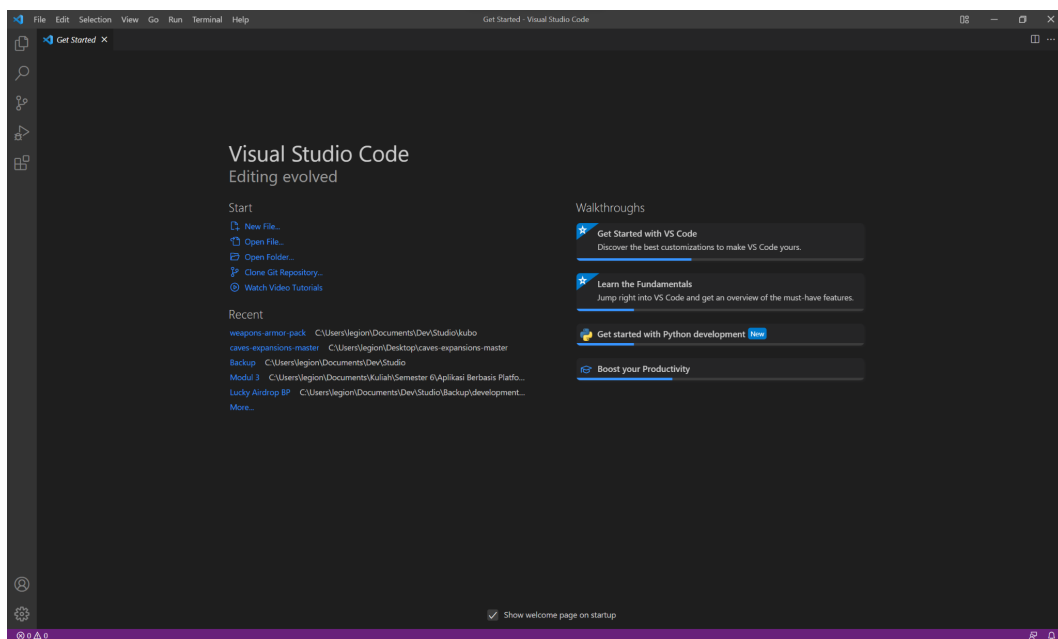 File Edit Selection View Go Run Terminal Help
Get Started - Visual Studio Code
Get Started
Visual Studio Code
Editing evolved
Start
New File...
Open File...
Open Folder...
Clone Git Repository...
Watch Video Tutorials
Recent
weapons-armor-pack C:\Users\legion\Documents\Dev\Studio\kubo
caves-expansions-master C:\Users\legion\Desktop\caves-expansions-master
Backup C:\Users\legion\Documents\Dev\Studio
Modul 3 C:\Users\legion\Documents\Kuliah\Semester 6\Aplikasi Berbasis Platfo...
Lucky Airdrop BP C:\Users\legion\Documents\Dev\Studio\Backup\development...
More...
Walkthroughs
Get Started with VS Code
Discover the best customizations to make VS Code yours.
Learn the Fundamentals
Jump right into VS Code and get an overview of the must-have features.
Get started with Python development New
Boost your Productivity
Show welcome page on startup
0 0